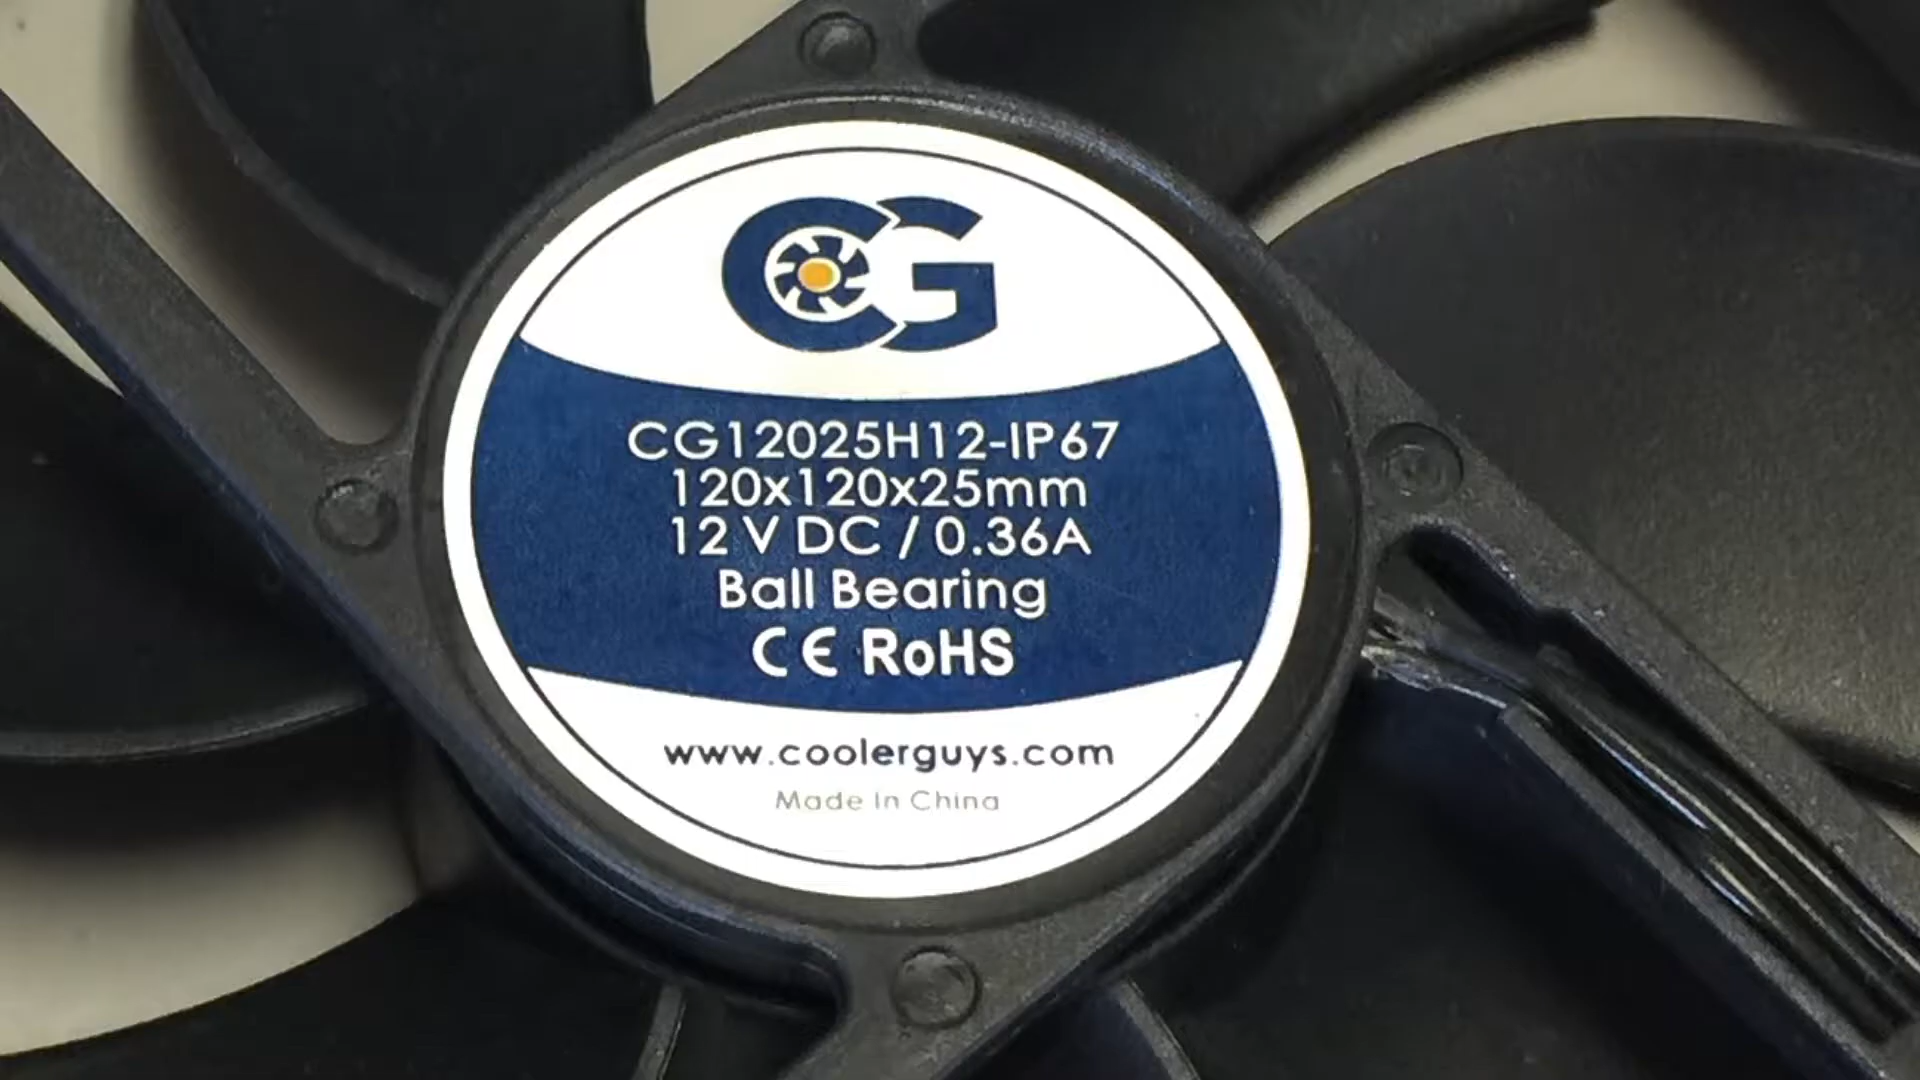 CG
CG12025H12-IP67
120x120x25mm
12 V DC / 0.36A
Ball Bearing
CE RoHS
www.coolerguys.com
Made In China